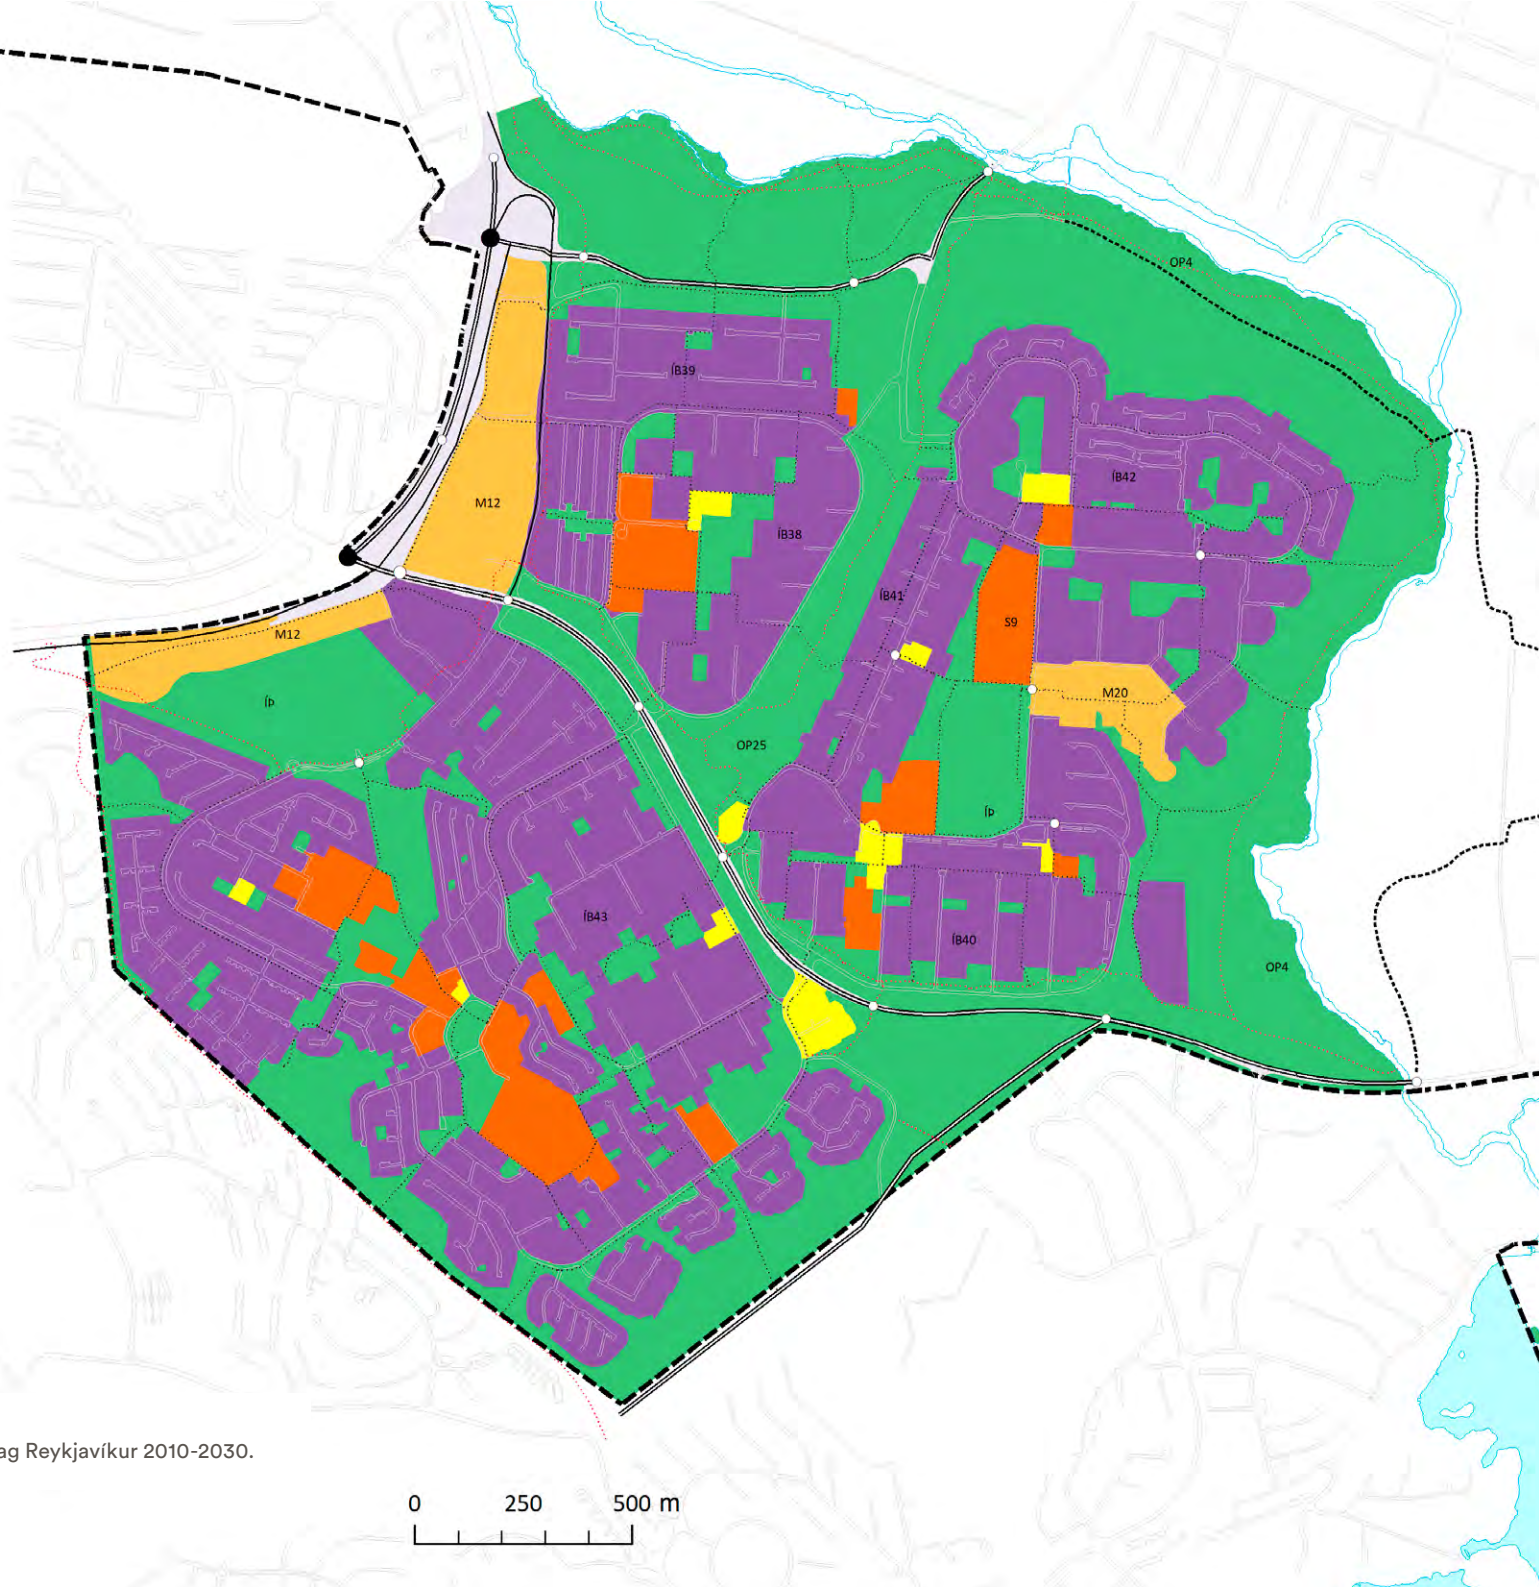 OP4
ÍB39
ÍB42
M12
ÍB38
ÍB41
S9
M12
M20
ÍÞ
OP25
ÍÞ
ÍB43
ÍB40
OP4
ag Reykjavíkur 2010-2030.
0 250 500 m